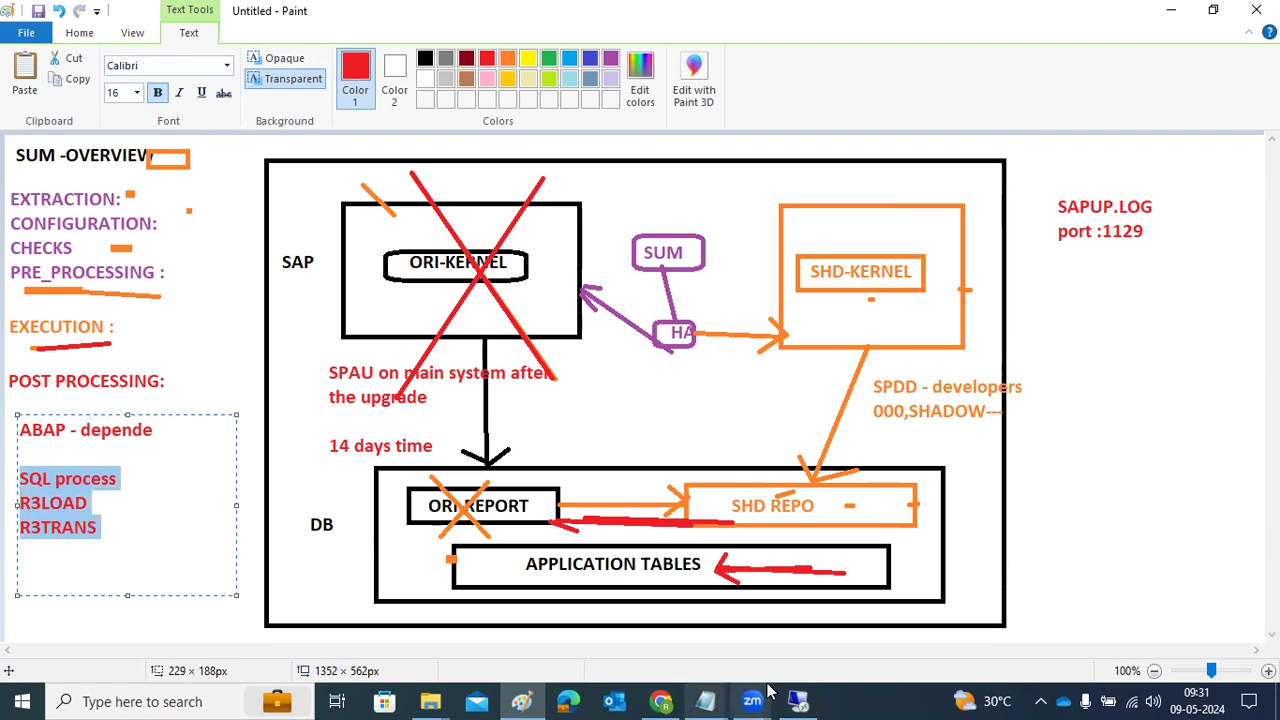 Text Tools
Untitled - Paint
File
Home
View
Text
Paste
Cut
Copy
Clipboard
Calibri
16
B
I
U
abc
Font
Opaque
Transparent
Background
Color
1
Color
2
Edit
colors
Colors
Edit with
Paint 3D
SUM -OVERVIEW
EXTRACTION:
CONFIGURATION:
CHECKS
PRE_PROCESSING :
EXECUTION :
POST PROCESSING:
ABAP - depende
SQL process
R3LOAD
R3TRANS
SAP
ORI-KERNEL
SUM
HA
SHD-KERNEL
SAPUP.LOG
port :1129
SPAU on main system after
the upgrade
14 days time
SPDD - developers
000,SHADOW---
DB
ORI-REPORT
SHD REPO
APPLICATION TABLES
229 × 188px
1352 × 562px
100%
Type here to search
zm
30°C
09:31
09-05-2024